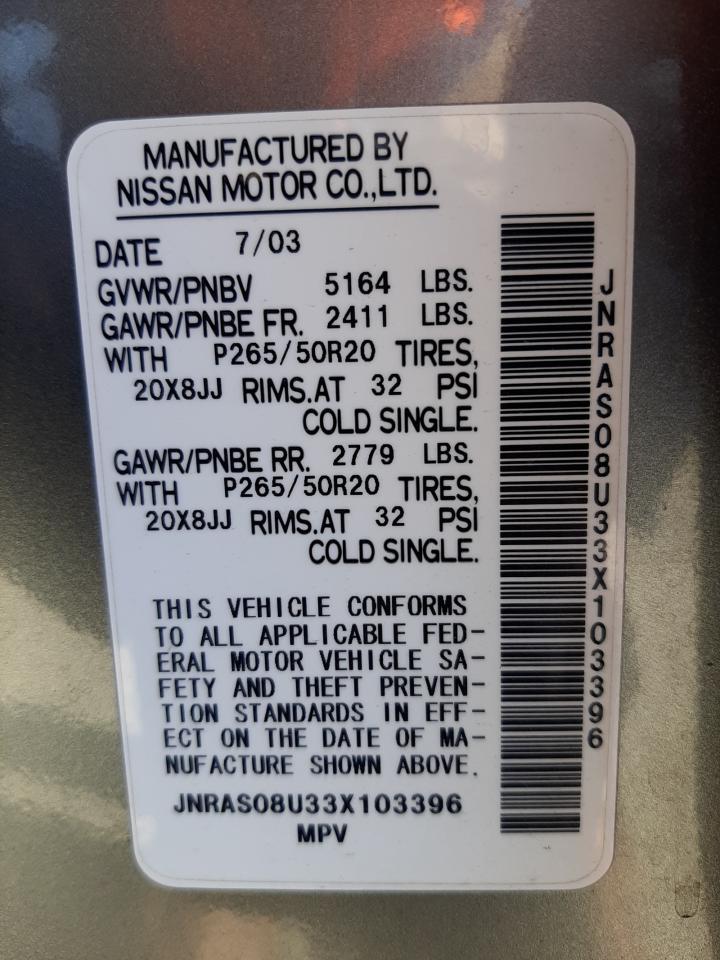 MANUFACTURED BY
NISSAN MOTOR CO.,LTD.
DATE 7/03
GVWR/PNBV 5164 LBS.
GAWR/PNBE FR. 2411 LBS.
WITH P265/50R20 TIRES,
20X8JJ RIMS.AT 32 PSI
COLD SINGLE.
GAWR/PNBE RR. 2779 LBS.
WITH P265/50R20 TIRES,
20X8JJ RIMS.AT 32 PSI
COLD SINGLE.
THIS VEHICLE CONFORMS
TO ALL APPLICABLE FED-
ERAL MOTOR VEHICLE SA-
FETY AND THEFT PREVEN-
TION STANDARDS IN EFF-
ECT ON THE DATE OF MA-
NUFACTURE SHOWN ABOVE.
JNRAS08U33X103396
MPV
JNRAS08U33X103396